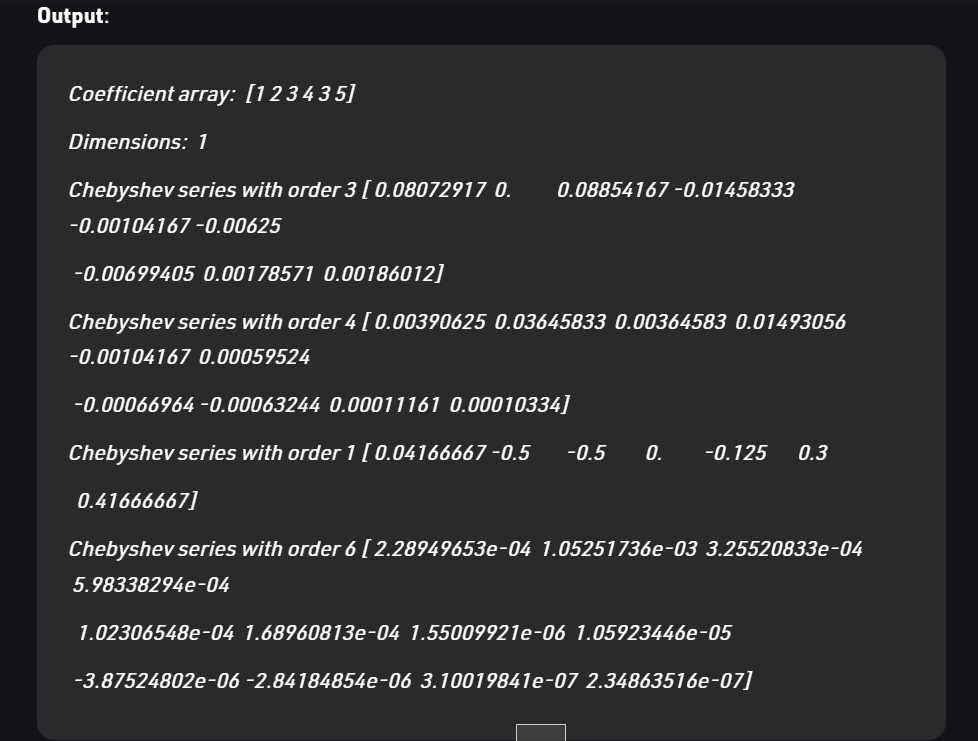 Output:
Coefficient array: [1 2 3 4 3 5]
Dimensions: 1
Chebyshev series with order 3 [ 0.08072917 0. 0.08854167 -0.01458333
-0.00104167 -0.00625
-0.00699405 0.00178571 0.00186012]
Chebyshev series with order 4 [ 0.00390625 0.03645833 0.00364583 0.01493056
-0.00104167 0.00059524
-0.00066964 -0.00063244 0.00011161 0.00010334]
Chebyshev series with order 1 [ 0.04166667 -0.5 -0.5 0. -0.125 0.3
0.41666667]
Chebyshev series with order 6 [ 2.28949653e-04 1.05251736e-03 3.25520833e-04
5.98338294e-04
1.02306548e-04 1.68960813e-04 1.55009921e-06 1.05923446e-05
-3.87524802e-06 -2.84184854e-06 3.10019841e-07 2.34863516e-07]